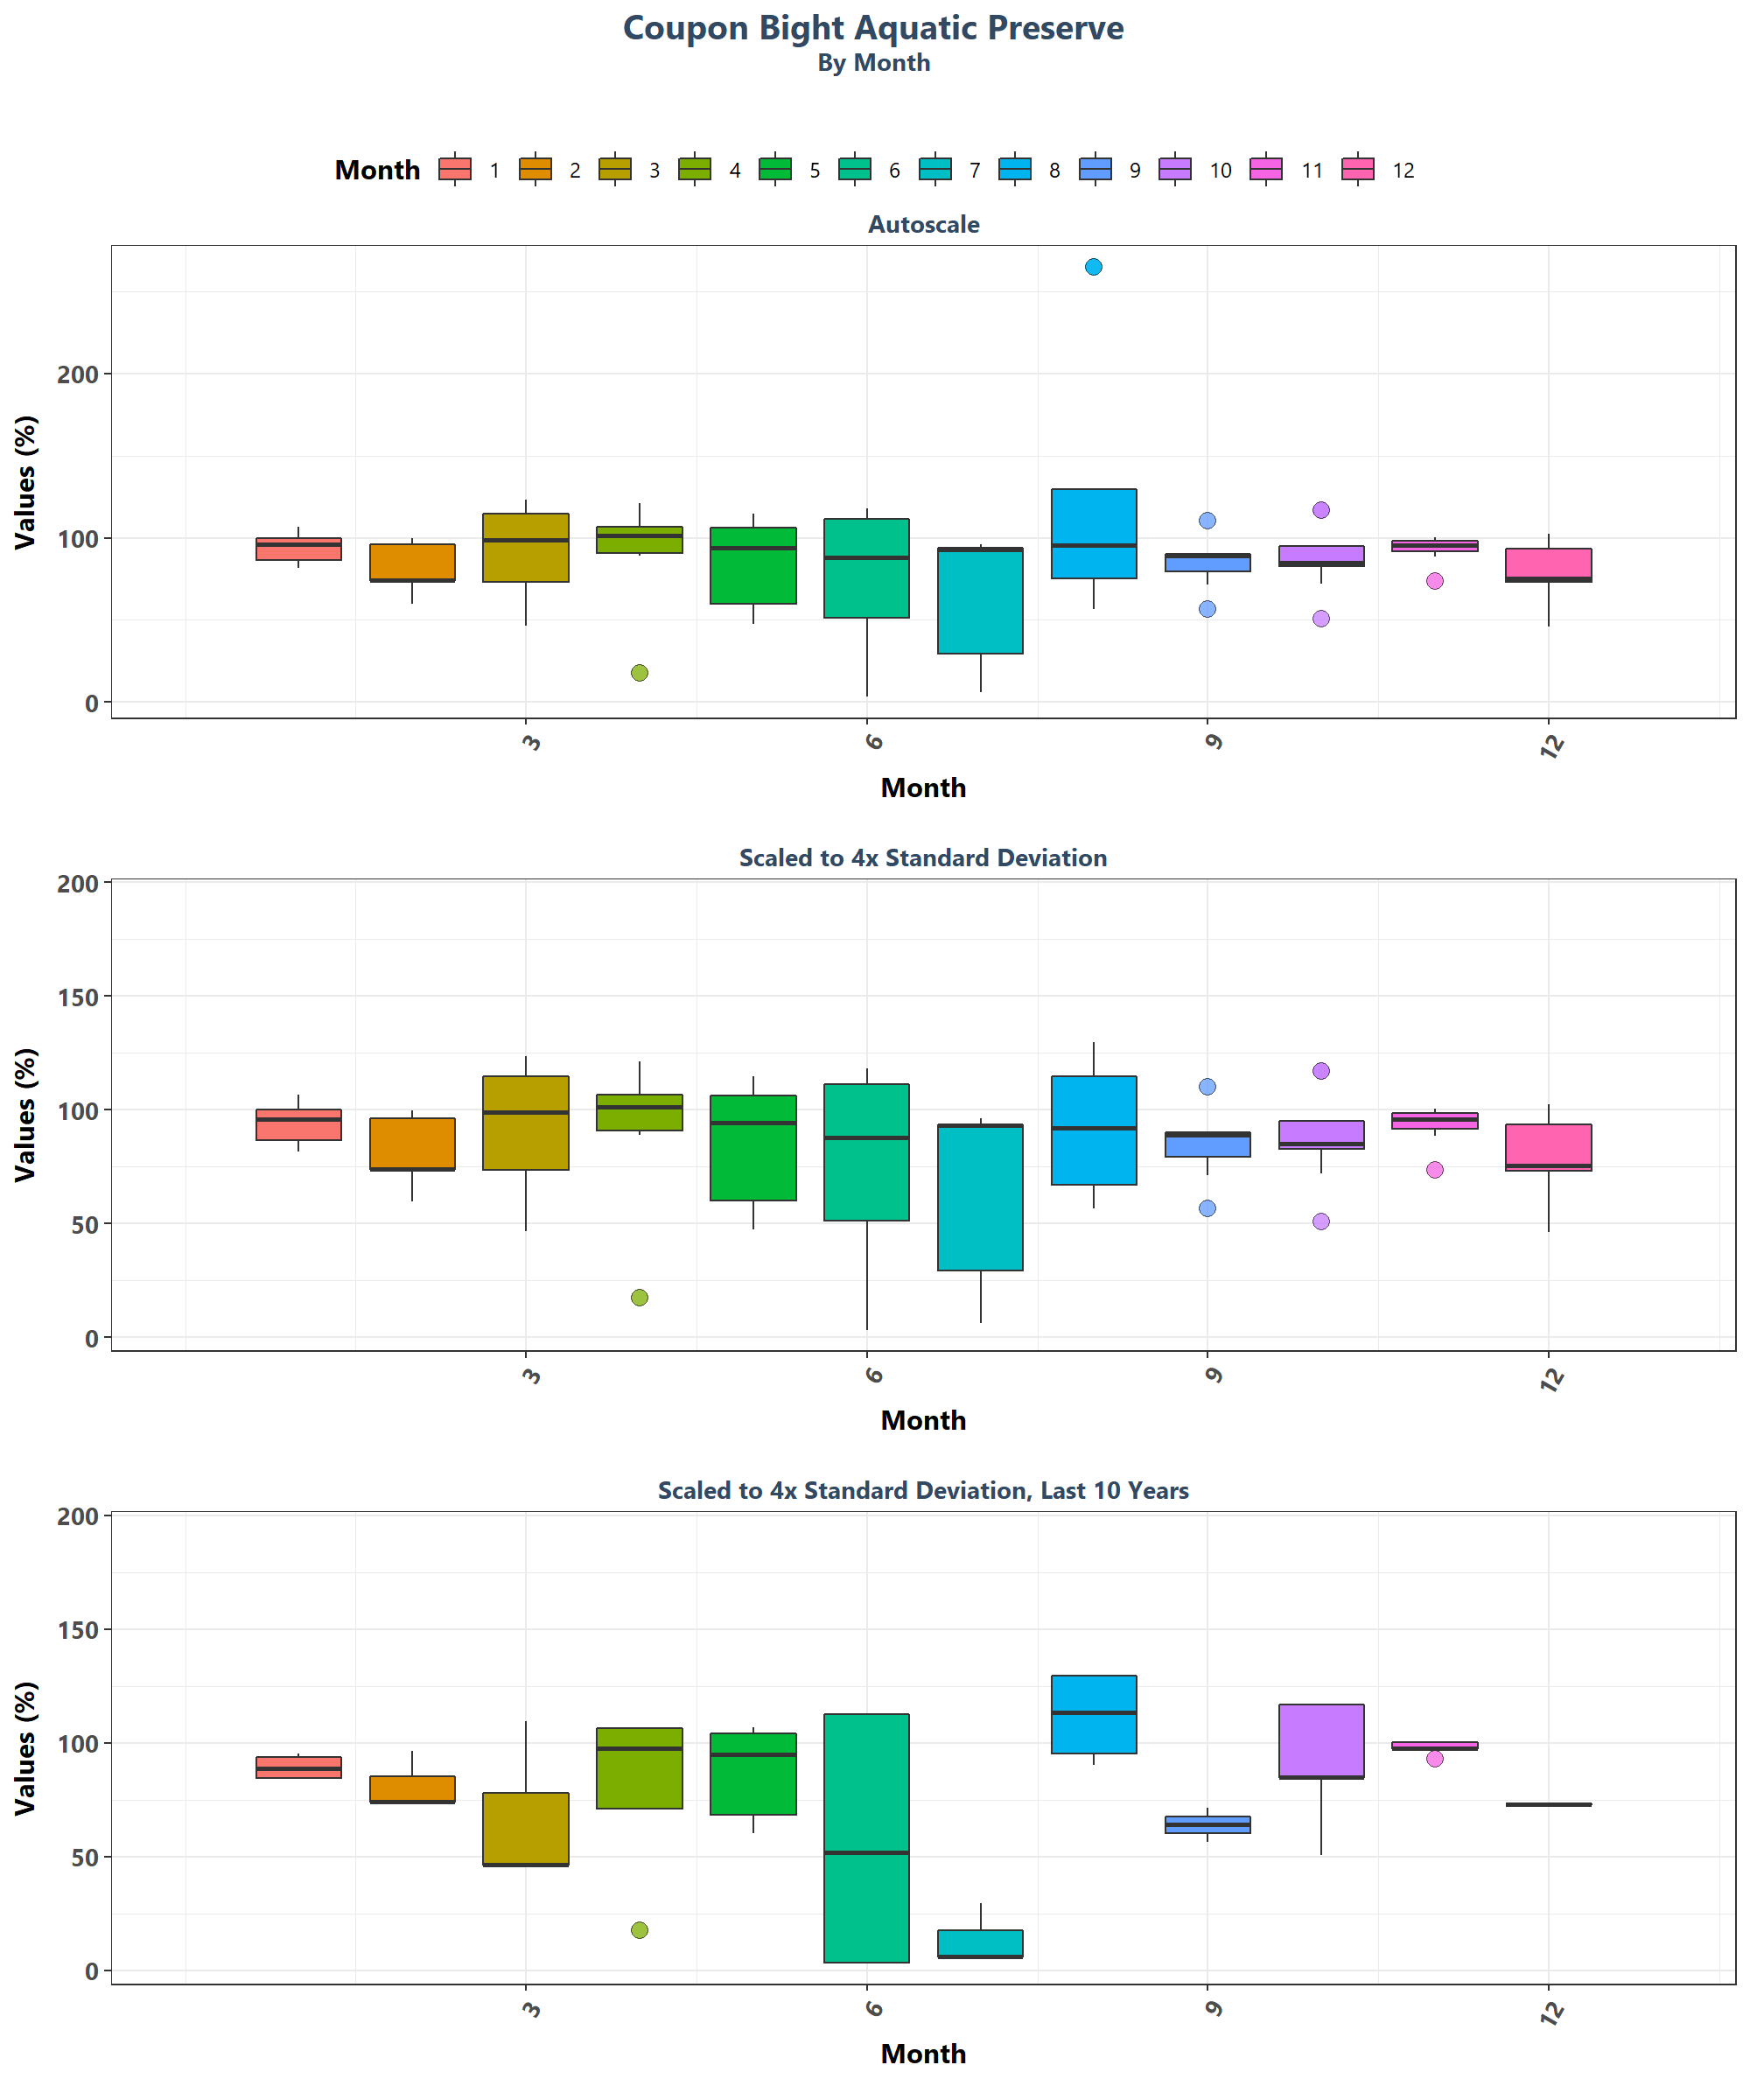 Coupon Bight Aquatic Preserve
By Month
Month 1 2 3 4 5 6 7 8 9 10 11 12
Autoscale
Values (%)
200
100
0
3 6 9 12
Month
Scaled to 4x Standard Deviation
Values (%)
200
150
100
50
0
3 6 9 12
Month
Scaled to 4x Standard Deviation, Last 10 Years
Values (%)
200
150
100
50
0
3 6 9 12
Month